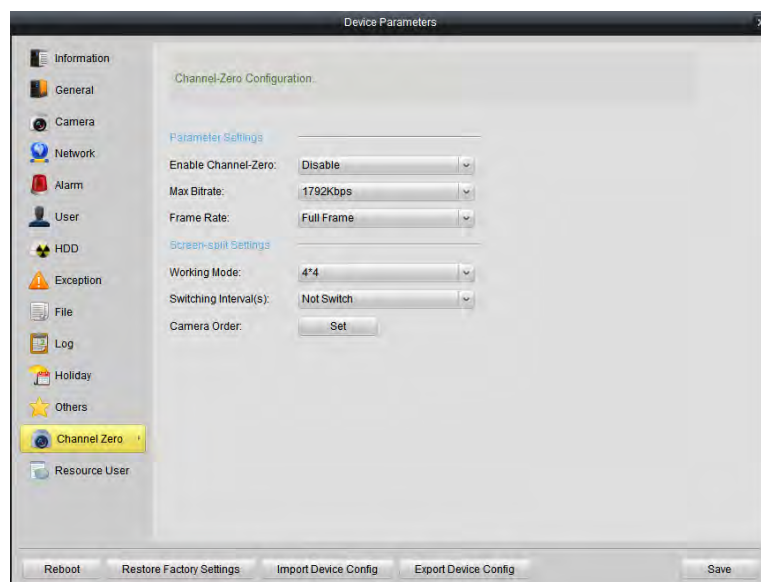 Device Parameters
Information
General
Camera
Network
Alarm
User
HDD
Exception
File
Log
Holiday
Others
Channel Zero
Resource User
Channel-Zero Configuration.
Parameter Settings
Enable Channel-Zero: Disable
Max Bitrate: 1792Kbps
Frame Rate: Full Frame
Screen-split Settings
Working Mode: 4*4
Switching Interval(s): Not Switch
Camera Order: Set
Reboot Restore Factory Settings Import Device Config Export Device Config Save